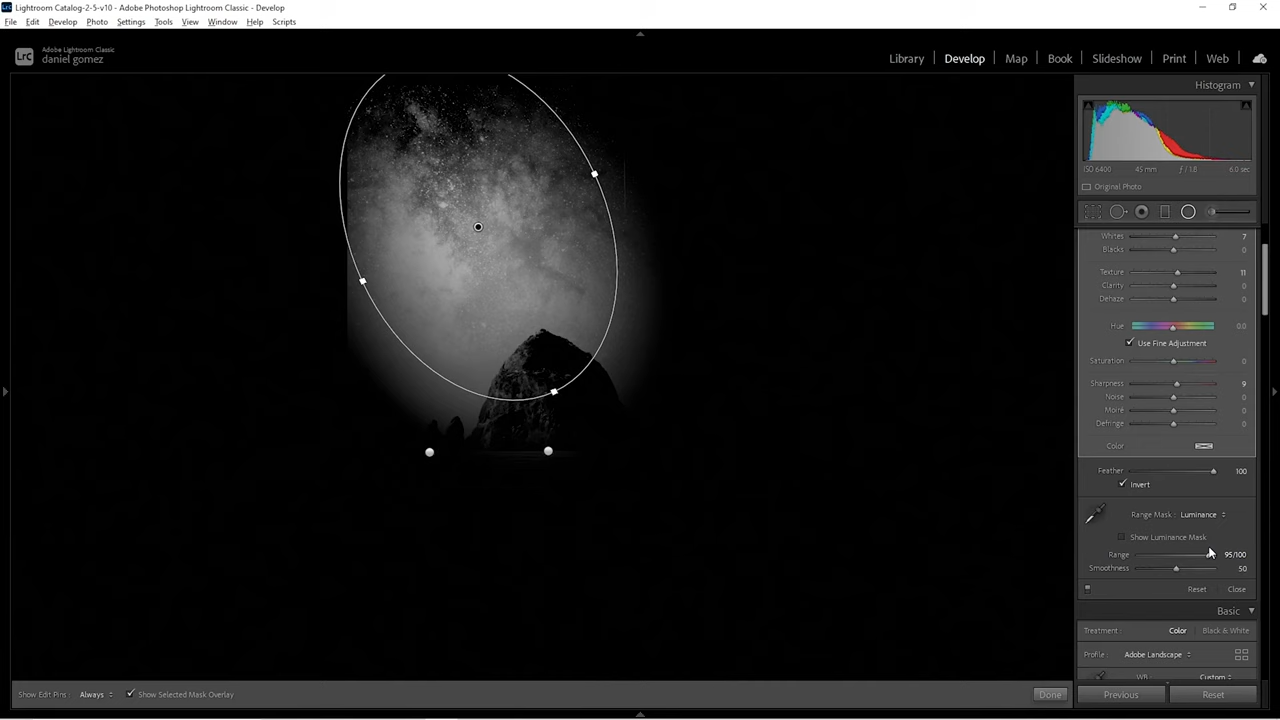 Lightroom Catalog-2-5-v10 - Adobe Photoshop Lightroom Classic - Develop
File Edit Develop Photo Settings Tools View Window Help Scripts
Lrc
Adobe Lightroom Classic
daniel gomez
Library Develop Map Book Slideshow Print Web
Histogram
ISO 6400 45 mm ƒ / 1.8 6.0 sec
Original Photo
Whites 7
Blacks 0
Texture 11
Clarity 0
Dehaze 0
Hue 0.0
Use Fine Adjustment
Saturation 0
Sharpness 9
Noise 0
Moiré 0
Defringe 0
Color
Feather 100
Invert
Range Mask : Luminance
Show Luminance Mask
Range 95/100
Smoothness 50
Reset Close
Basic
Treatment : Color Black & White
Profile : Adobe Landscape
WB : Custom
Show Edit Pins : Always Show Selected Mask Overlay Done Previous Reset